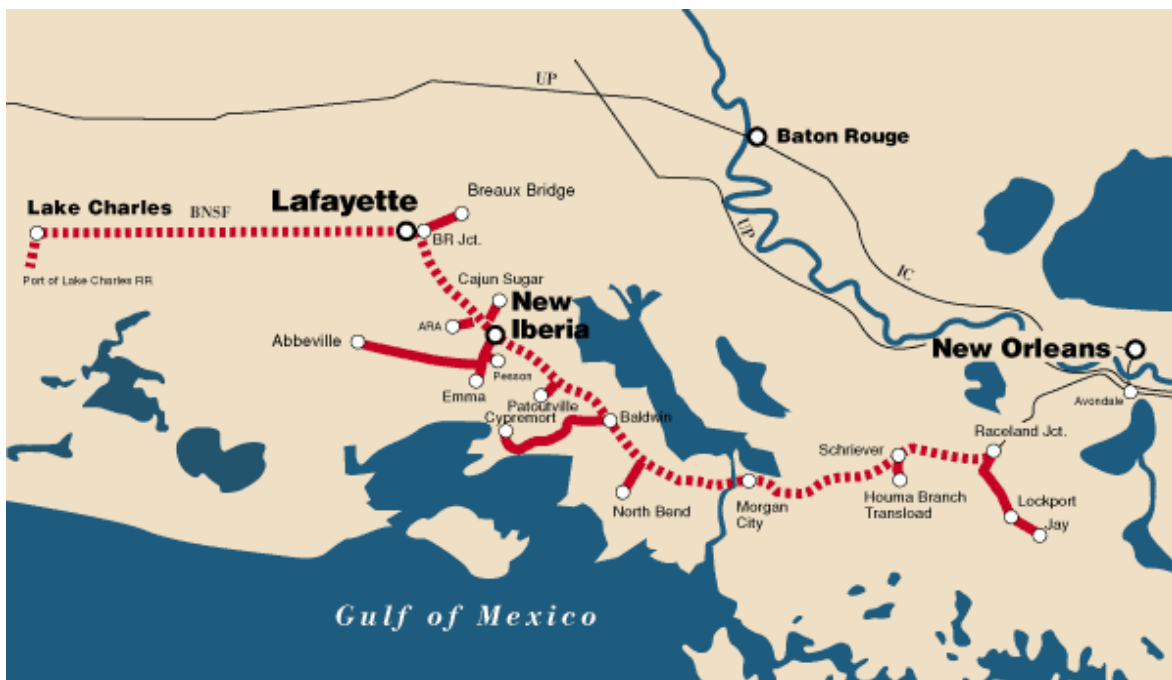 UP
Baton Rouge
Breaux Bridge
Lafayette
Lake Charles
BNSF
BR Jct.
UP
IC
Port of Lake Charles RR
Cajun Sugar
New
Iberia
ARA
Abbeville
New Orleans
Pesson
Emma
Patoutville
Avondale
Cypremort
Baldwin
Raceland Jct.
Schriever
Houma Branch
Transload
Lockport
Jay
North Bend
Morgan
City
Gulf of Mexico